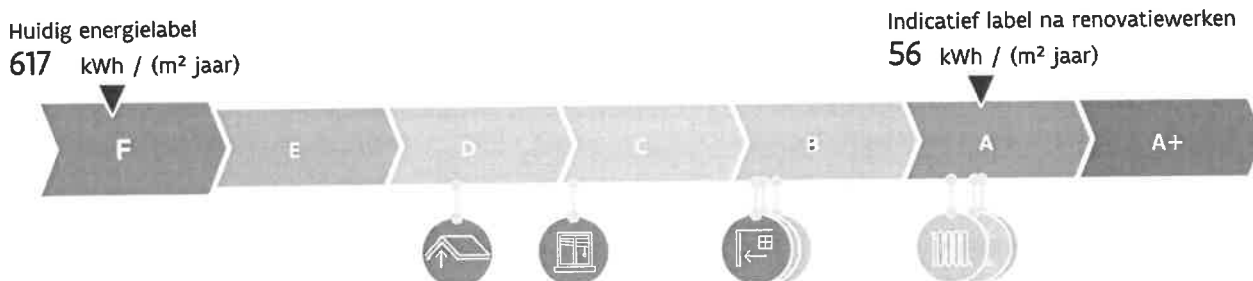 Huidig energielabel
617 kWh / (m² jaar)
Indicatief label na renovatiewerken
56 kWh / (m² jaar)
F E D C B A A+